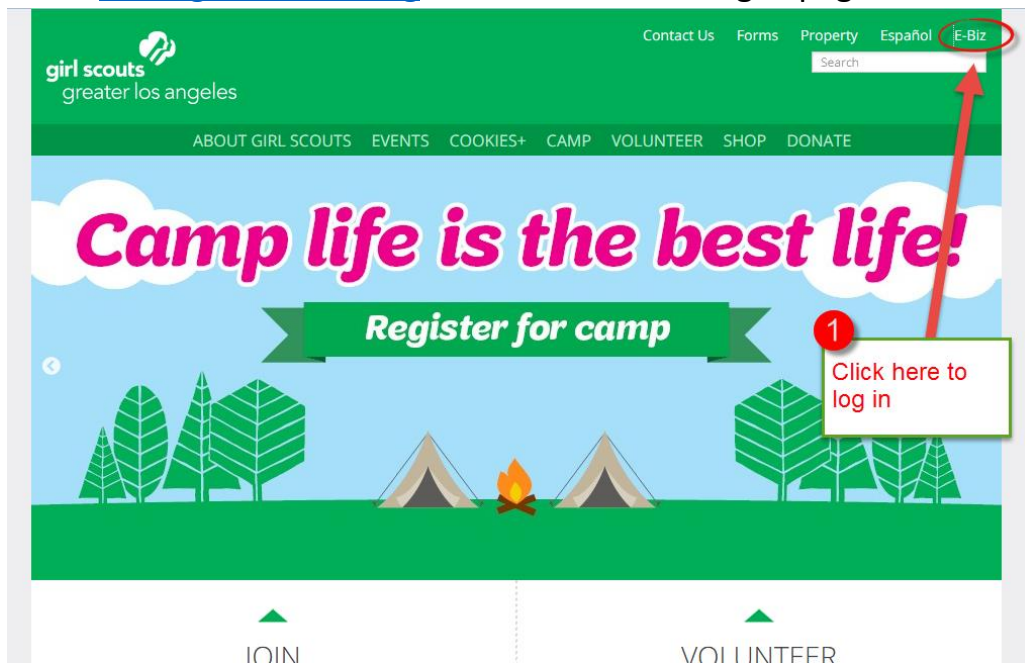 Contact Us Forms Property Español E-Biz
Search
girl scouts
greater los angeles
ABOUT GIRL SCOUTS EVENTS COOKIES+ CAMP VOLUNTEER SHOP DONATE
Camp life is the best life!
Register for camp
1
Click here to
log in
JOIN VOLUNTEER